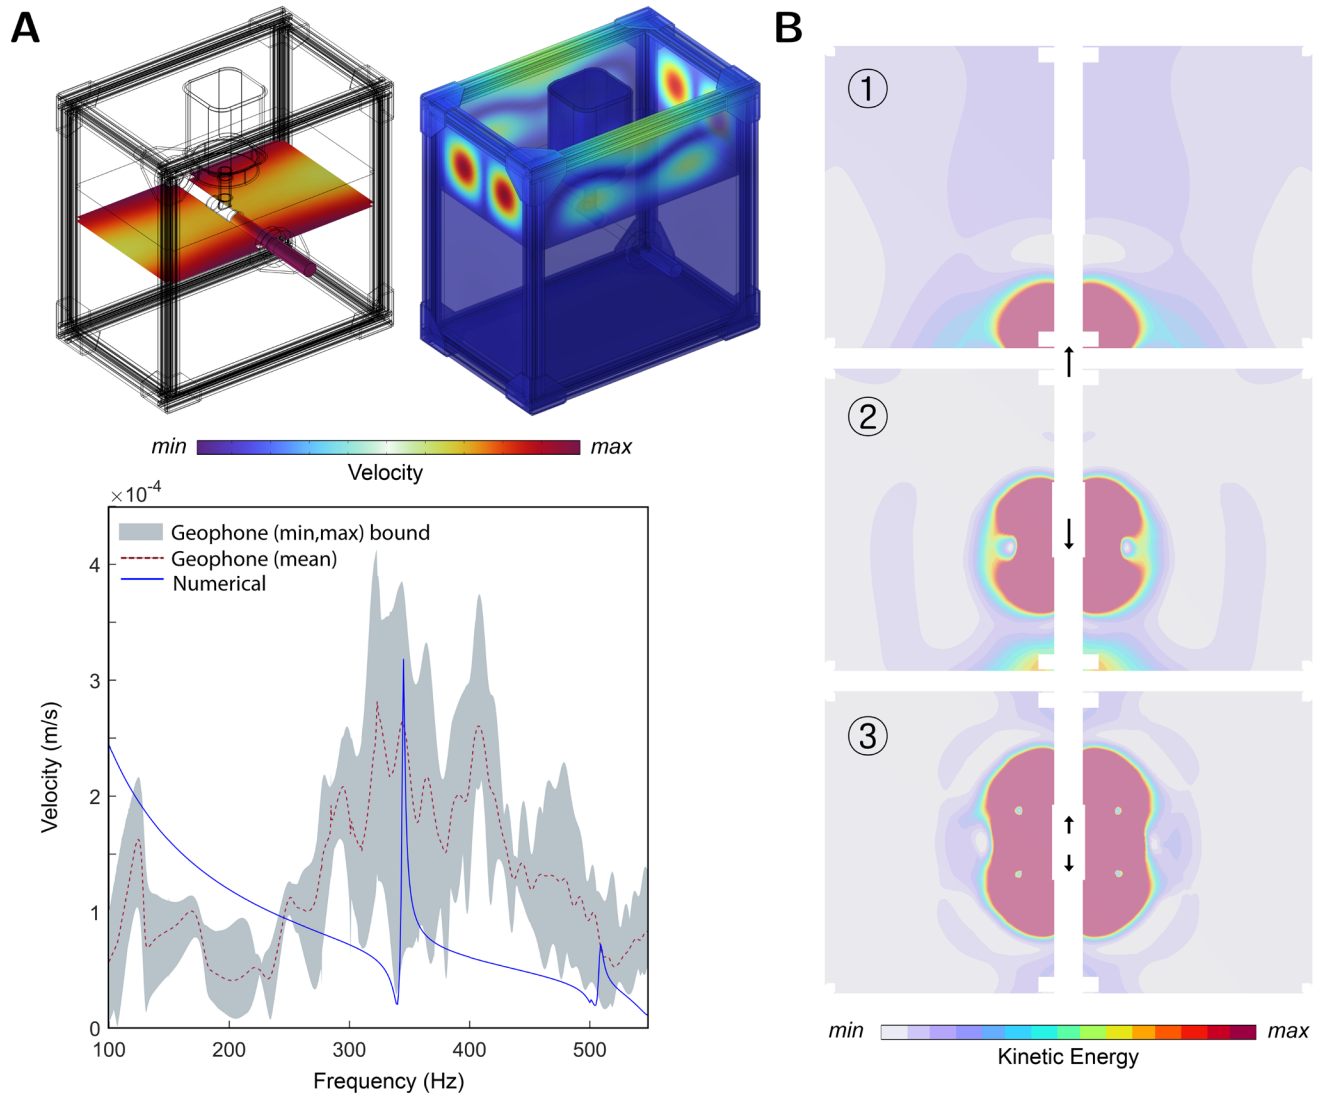 A
B
min
max
Velocity
×10⁻⁴
Geophone (min,max) bound
Geophone (mean)
Numerical
4
3
2
1
0
Velocity (m/s)
100
200
300
400
500
Frequency (Hz)
1
2
3
min
max
Kinetic Energy